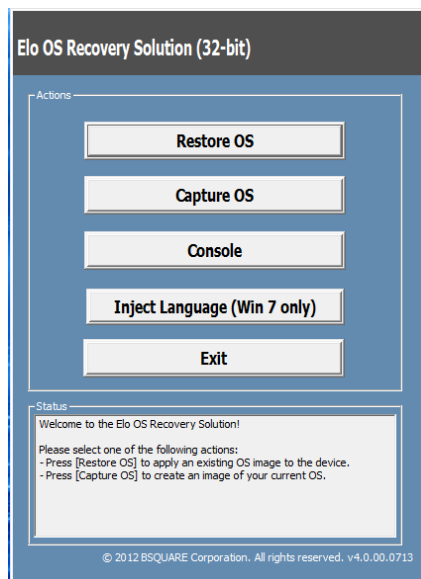 Elo OS Recovery Solution (32-bit)
Actions
Restore OS
Capture OS
Console
Inject Language (Win 7 only)
Exit
Status
Welcome to the Elo OS Recovery Solution!
Please select one of the following actions:
- Press [Restore OS] to apply an existing OS image to the device.
- Press [Capture OS] to create an image of your current OS.
© 2012 BSQUARE Corporation. All rights reserved. v4.0.00.0713